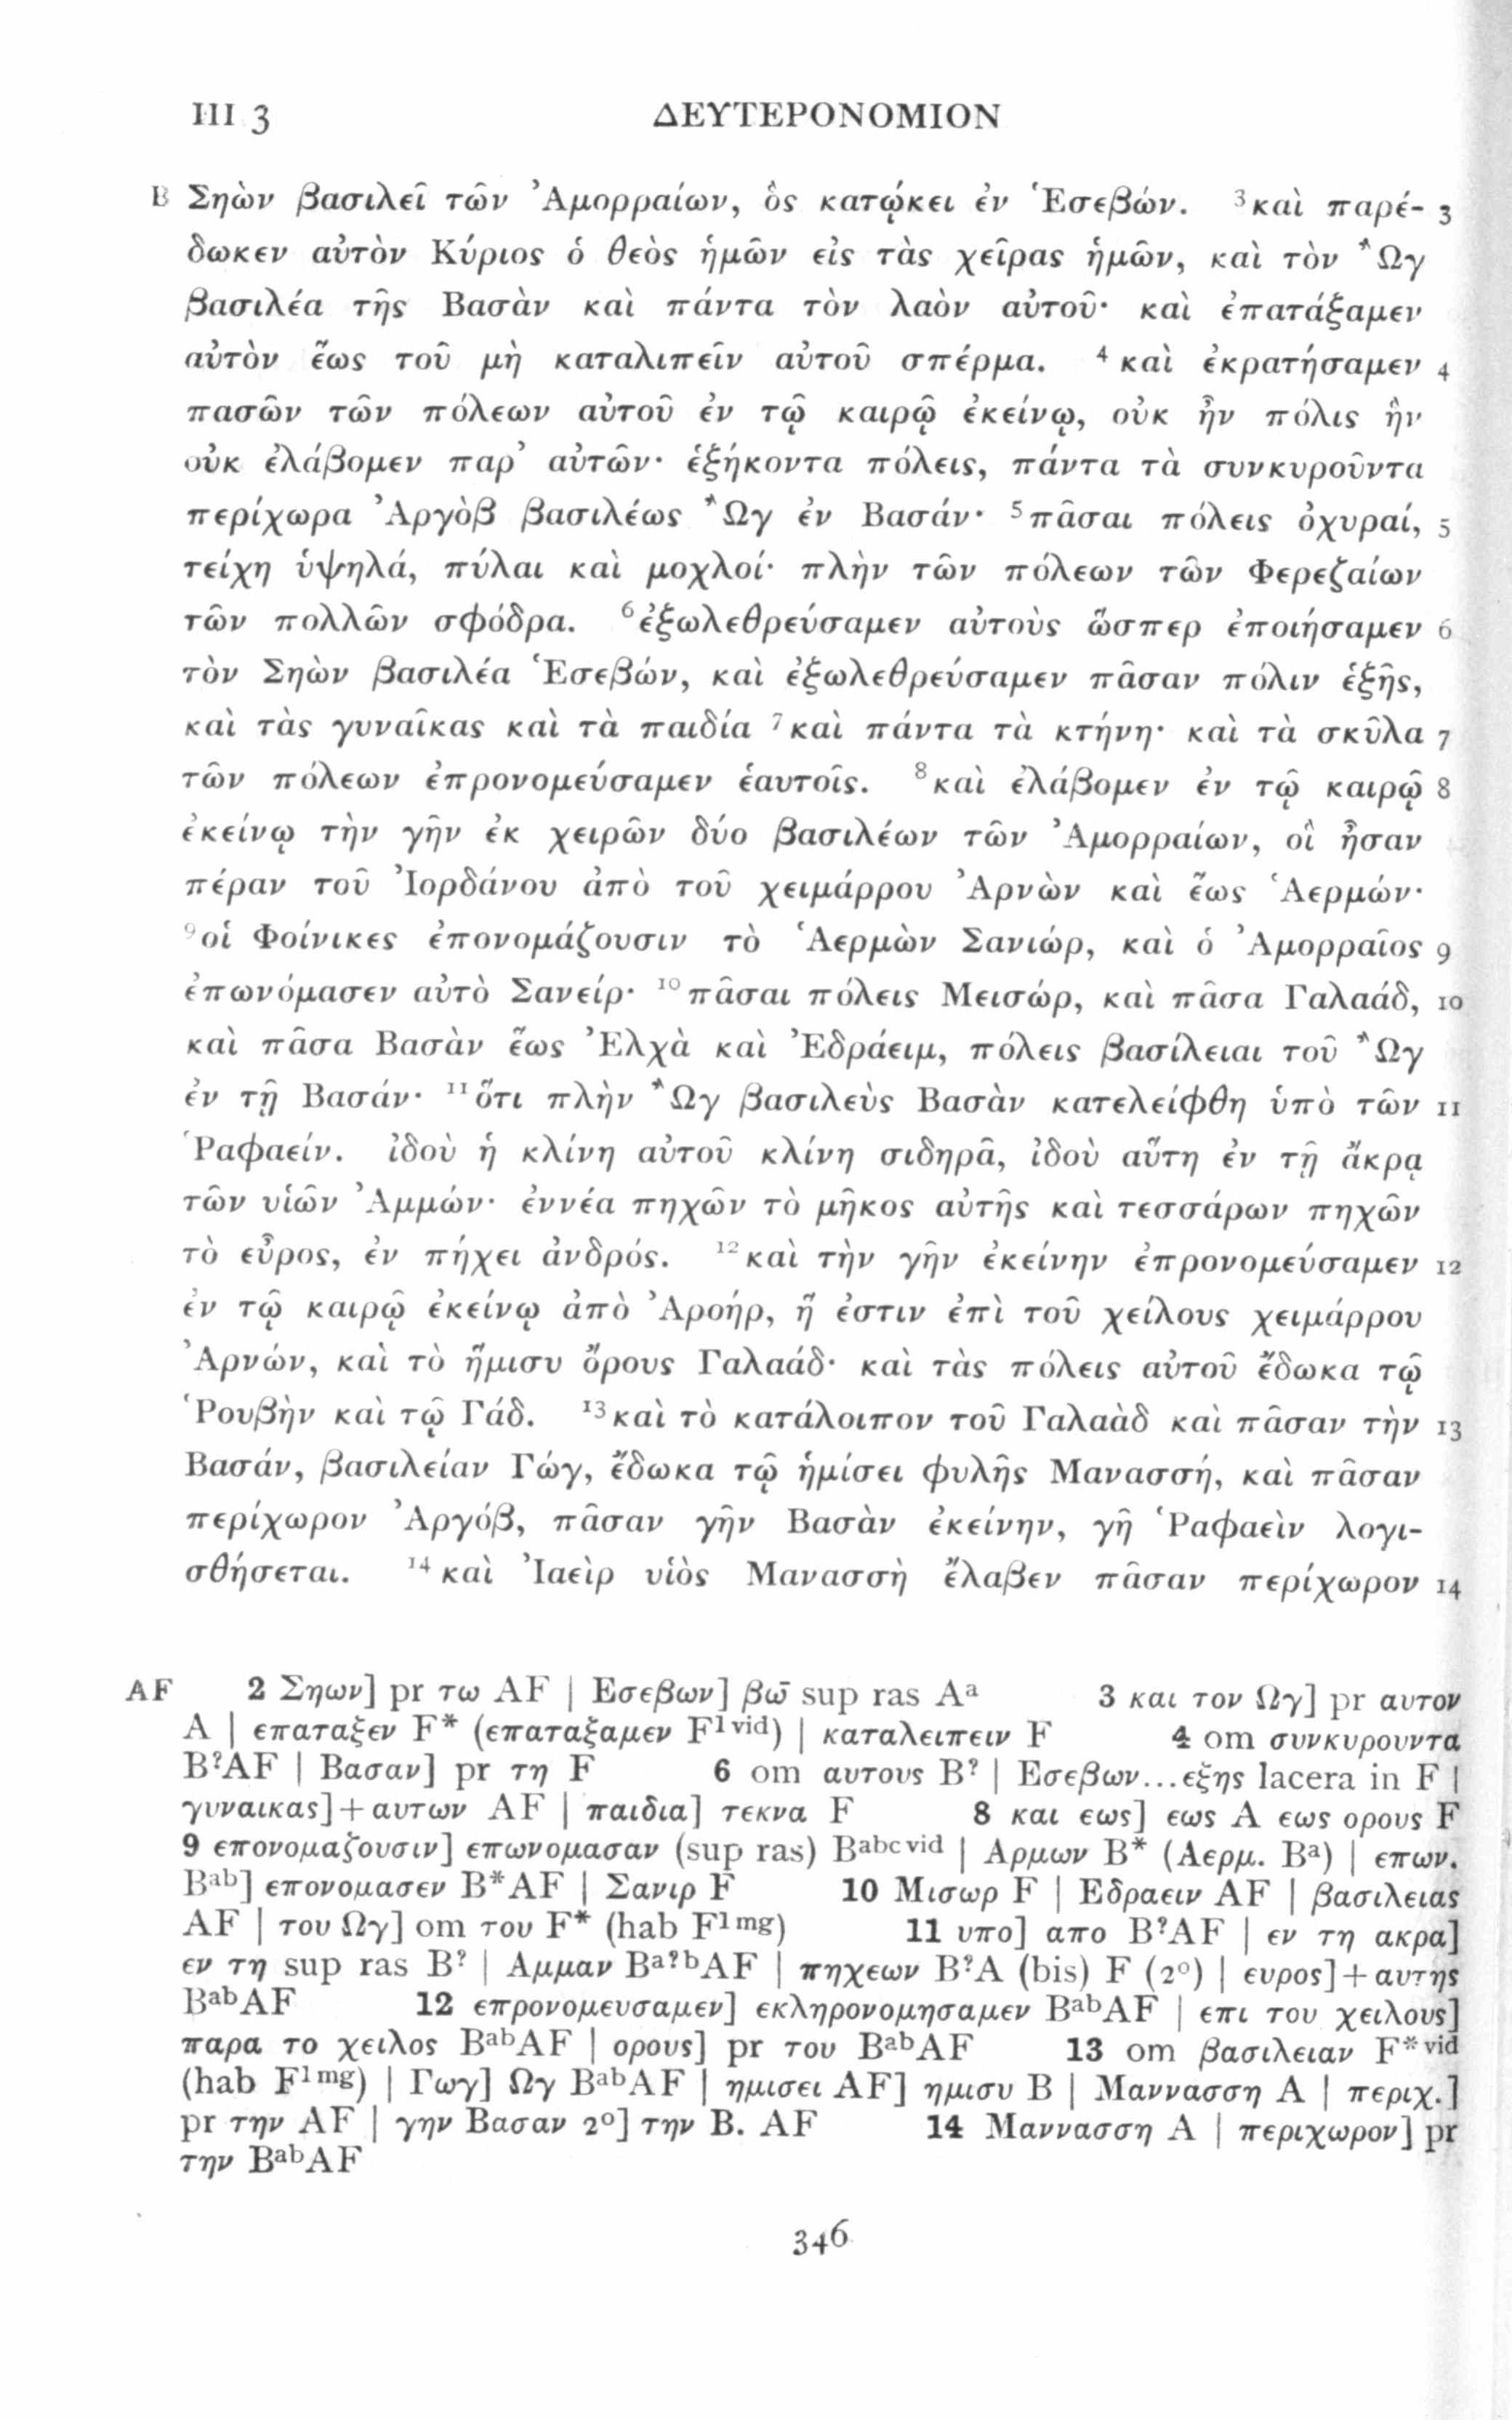 III 3 ΔΕΥΤΕΡΟΝΟΜΙΟΝ
B Σηὼν βασιλεῖ τῶν Ἀμορραίων, ὃς κατῴκει ἐν Ἑσεβών. ³καὶ παρέ- 3
δωκεν αὐτὸν Κύριος ὁ θεὸς ἡμῶν εἰς τὰς χεῖρας ἡμῶν, καὶ τὸν Ὢγ
βασιλέα τῆς Βασὰν καὶ πάντα τὸν λαὸν αὐτοῦ· καὶ ἐπατάξαμεν
αὐτὸν ἕως τοῦ μὴ καταλιπεῖν αὐτοῦ σπέρμα. ⁴καὶ ἐκρατήσαμεν 4
πασῶν τῶν πόλεων αὐτοῦ ἐν τῷ καιρῷ ἐκείνῳ, οὐκ ἦν πόλις ἣν
οὐκ ἐλάβομεν παρ’ αὐτῶν· ἑξήκοντα πόλεις, πάντα τὰ συνκυροῦντα
περίχωρα Ἀργὸβ βασιλέως Ὢγ ἐν Βασάν· ⁵πᾶσαι πόλεις ὀχυραί, 5
τείχη ὑψηλά, πύλαι καὶ μοχλοί· πλὴν τῶν πόλεων τῶν Φερεζαίων
τῶν πολλῶν σφόδρα. ⁶ἐξωλεθρεύσαμεν αὐτοὺς ὥσπερ ἐποιήσαμεν 6
τὸν Σηὼν βασιλέα Ἑσεβών, καὶ ἐξωλεθρεύσαμεν πᾶσαν πόλιν ἑξῆς,
καὶ τὰς γυναῖκας καὶ τὰ παιδία ⁷καὶ πάντα τὰ κτήνη· καὶ τὰ σκῦλα 7
τῶν πόλεων ἐπρονομεύσαμεν ἑαυτοῖς. ⁸καὶ ἐλάβομεν ἐν τῷ καιρῷ 8
ἐκείνῳ τὴν γῆν ἐκ χειρῶν δύο βασιλέων τῶν Ἀμορραίων, οἳ ἦσαν
πέραν τοῦ Ἰορδάνου ἀπὸ τοῦ χειμάρρου Ἀρνὼν καὶ ἕως Ἁερμών·
⁹οἱ Φοίνικες ἐπονομάζουσιν τὸ Ἁερμὼν Σανιώρ, καὶ ὁ Ἀμορραῖος 9
ἐπωνόμασεν αὐτὸ Σανείρ· ¹⁰πᾶσαι πόλεις Μεισώρ, καὶ πᾶσα Γαλαάδ, 10
καὶ πᾶσα Βασὰν ἕως Ἐλχὰ καὶ Ἐδράειμ, πόλεις βασίλειαι τοῦ Ὢγ
ἐν τῇ Βασάν· ¹¹ὅτι πλὴν Ὢγ βασιλεὺς Βασὰν κατελείφθη ὑπὸ τῶν 11
Ῥαφαείν. ἰδοὺ ἡ κλίνη αὐτοῦ κλίνη σιδηρᾶ, ἰδοὺ αὕτη ἐν τῇ ἄκρᾳ
τῶν υἱῶν Ἀμμών· ἐννέα πηχῶν τὸ μῆκος αὐτῆς καὶ τεσσάρων πηχῶν
τὸ εὖρος, ἐν πήχει ἀνδρός. ¹²καὶ τὴν γῆν ἐκείνην ἐπρονομεύσαμεν 12
ἐν τῷ καιρῷ ἐκείνῳ ἀπὸ Ἀροήρ, ἥ ἐστιν ἐπὶ τοῦ χείλους χειμάρρου
Ἀρνών, καὶ τὸ ἥμισυ ὄρους Γαλαάδ· καὶ τὰς πόλεις αὐτοῦ ἔδωκα τῷ
Ῥουβὴν καὶ τῷ Γάδ. ¹³καὶ τὸ κατάλοιπον τοῦ Γαλαὰδ καὶ πᾶσαν τὴν 13
Βασάν, βασιλείαν Γώγ, ἔδωκα τῷ ἡμίσει φυλῆς Μανασσή, καὶ πᾶσαν
περίχωρον Ἀργόβ, πᾶσαν γῆν Βασὰν ἐκείνην, γῆ Ῥαφαεὶν λογι-
σθήσεται. ¹⁴καὶ Ἰαεὶρ υἱὸς Μανασσὴ ἔλαβεν πᾶσαν περίχωρον 14
AF 2 Σηων] pr τω AF | Εσεβων] βω̄ sup ras Aᵃ 3 και τον Ωγ] pr αυτον
A | επαταξεν F* (επαταξαμεν F¹ ᵛⁱᵈ) | καταλειπειν F 4 om συνκυρουντα
B?AF | Βασαν] pr τη F 6 om αυτους B? | Εσεβων...εξης lacera in F |
γυναικας]+αυτων AF | παιδια] τεκνα F 8 και εως] εως A εως ορους F
9 επονομαζουσιν] επωνομασαν (sup ras) Bᵃᵇᶜ ᵛⁱᵈ | Αρμων B* (Αερμ. Bᵃ) | επων.
Bᵃᵇ] επονομασεν B*AF | Σανιρ F 10 Μισωρ F | Εδραειν AF | βασιλειας
AF | του Ωγ] om του F* (hab F¹ ᵐᵍ) 11 υπο] απο B?AF | εν τη ακρα]
εν τη sup ras B? | Αμμαν Bᵃ?ᵇAF | πηχεων B?A (bis) F (2°) | ευρος]+αυτης
BᵃᵇAF 12 επρονομευσαμεν] εκληρονομησαμεν BᵃᵇAF | επι του χειλους]
παρα το χειλος BᵃᵇAF | ορους] pr του BᵃᵇAF 13 om βασιλειαν F* ᵛⁱᵈ
(hab F¹ ᵐᵍ) | Γωγ] Ωγ BᵃᵇAF | ημισει AF] ημισυ B | Μαννασση A | περιχ.]
pr την AF | γην Βασαν 2°] την B. AF 14 Μαννασση A | περιχωρον] pr
την BᵃᵇAF
346